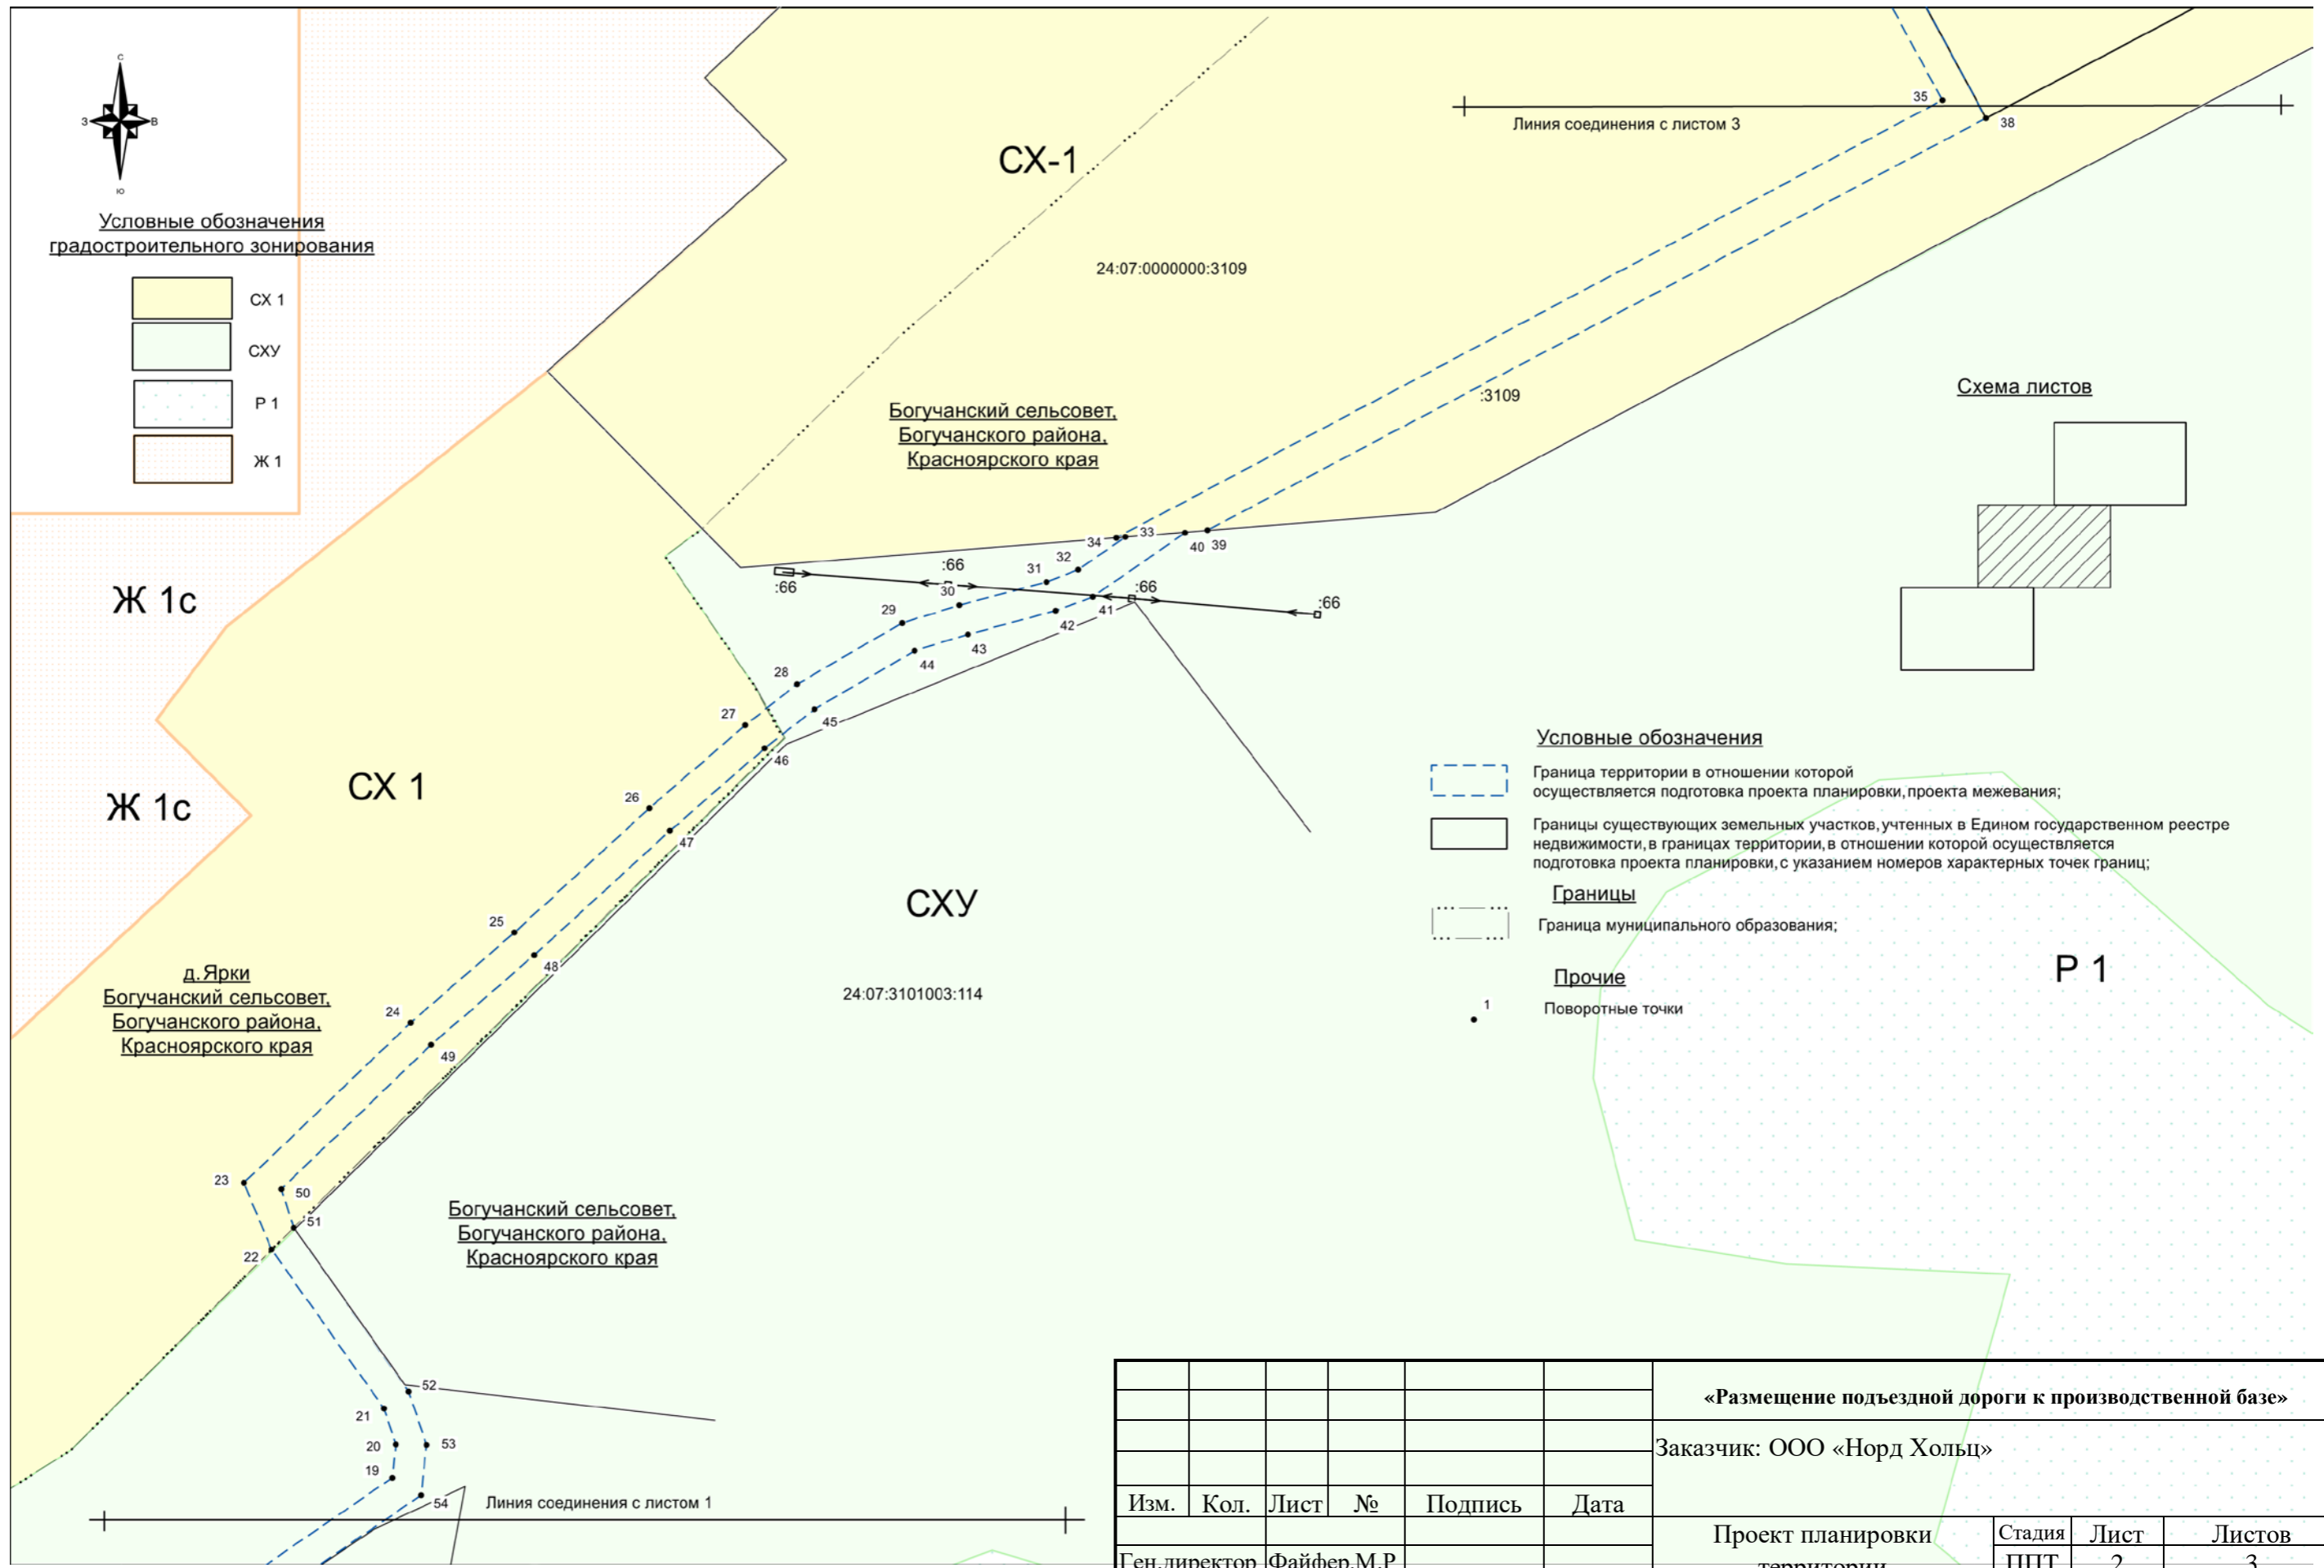 С
З
В
Ю
Условные обозначения
градостроительного зонирования
СХ 1
СХУ
Р 1
Ж 1
СХ-1
24:07:0000000:3109
Линия соединения с листом 3
35
38
:3109
Богучанский сельсовет,
Богучанского района,
Красноярского края
Схема листов
34
33
40
39
32
31
30
29
28
27
26
25
24
23
22
21
20
19
:66
:66
:66
:66
41
42
43
44
45
46
47
48
49
50
51
52
53
54
Ж 1с
Ж 1с
СХ 1
СХУ
24:07:3101003:114
д.Ярки
Богучанский сельсовет,
Богучанского района,
Красноярского края
Богучанский сельсовет,
Богучанского района,
Красноярского края
Линия соединения с листом 1
Условные обозначения
Граница территории в отношении которой
осуществляется подготовка проекта планировки, проекта межевания;
Границы существующих земельных участков, учтенных в Едином государственном реестре
недвижимости, в границах территории, в отношении которой осуществляется
подготовка проекта планировки, с указанием номеров характерных точек границ;
Границы
Граница муниципального образования;
Прочие
1
Поворотные точки
Р 1
«Размещение подъездной дороги к производственной базе»
Заказчик: ООО «Норд Хольц»
Изм. Кол. Лист № Подпись Дата
Проект планировки
территории
Стадия Лист Листов
ППТ 2 3
Ген.директор Файфер.М.Р